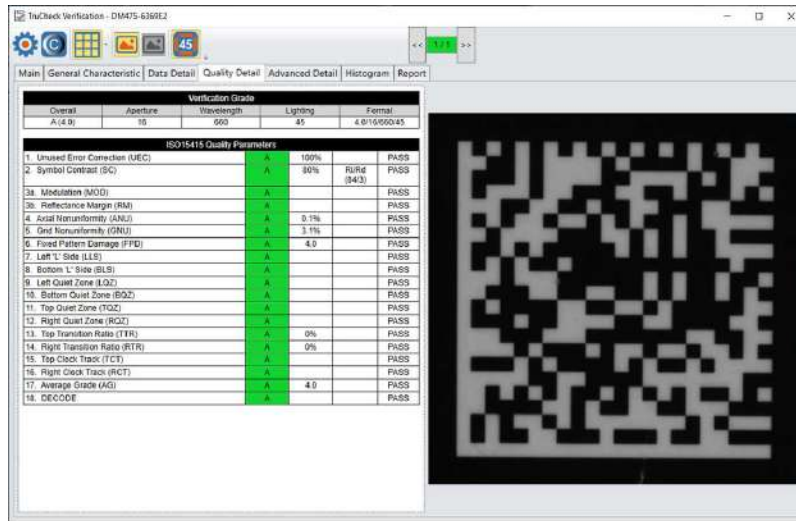 TruCheck Verification - DM475-6369E2
45
<< 1 / 1 >>
Main General Characteristic Data Detail Quality Detail Advanced Detail Histogram Report
Verification Grade
Overall Aperture Wavelength Lighting Formal
A (4.0) 16 660 45 4.0/16/660/45
ISO15415 Quality Parameters
1. Unused Error Correction (UEC) A 100% PASS
2. Symbol Contrast (SC) A 80% Rl/Rd (84/3) PASS
3a. Modulation (MOD) A PASS
3b. Reflectance Margin (RM) A PASS
4. Axial Nonuniformity (ANU) A 0.1% PASS
5. Grid Nonuniformity (GNU) A 3.1% PASS
6. Fixed Pattern Damage (FPD) A 4.0 PASS
7. Left 'L' Side (LLS) A PASS
8. Bottom 'L' Side (BLS) A PASS
9. Left Quiet Zone (LQZ) A PASS
10. Bottom Quiet Zone (BQZ) A PASS
11. Top Quiet Zone (TQZ) A PASS
12. Right Quiet Zone (RQZ) A PASS
13. Top Transition Ratio (TTR) A 0% PASS
14. Right Transition Ratio (RTR) A 0% PASS
15. Top Clock Track (TCT) A PASS
16. Right Clock Track (RCT) A PASS
17. Average Grade (AG) A 4.0 PASS
18. DECODE A PASS